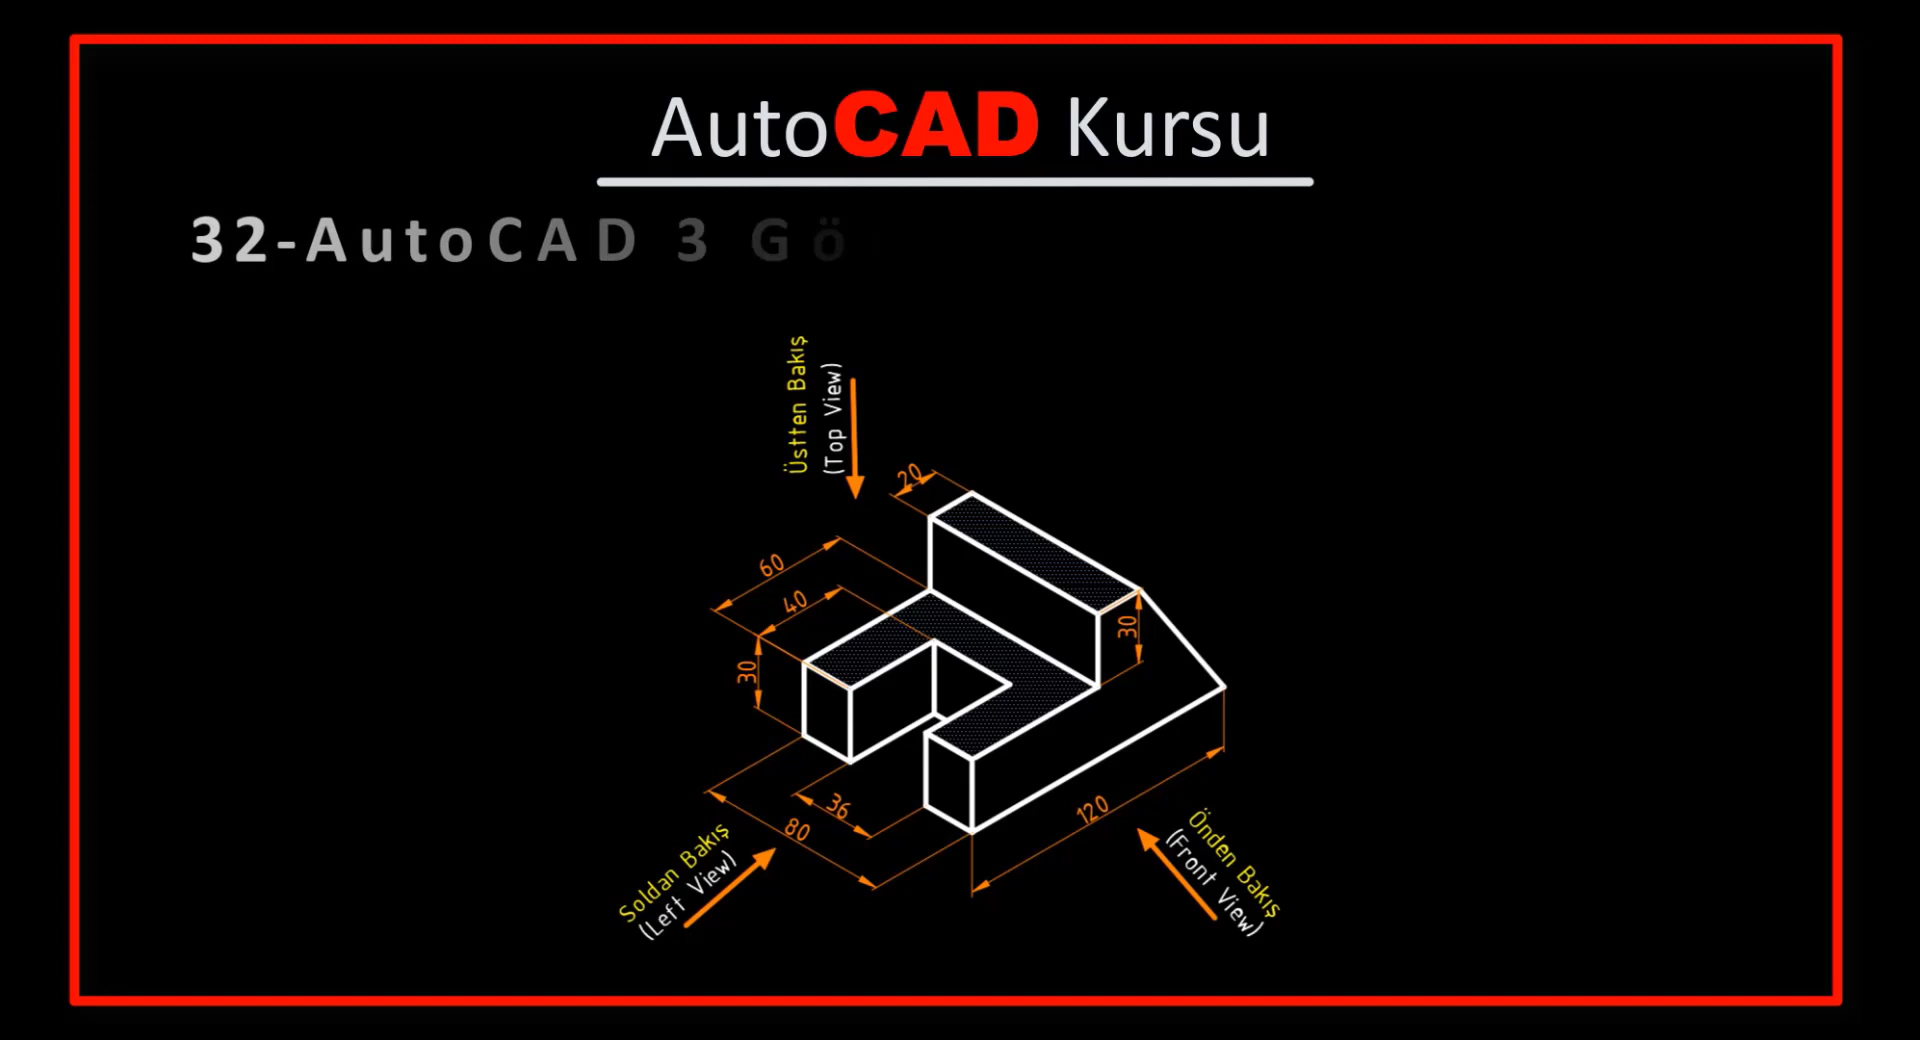 AutoCAD Kursu
32-AutoCAD 3 Gö
Üstten Bakış
(Top View)
20
60
40
30
30
36
80
120
Soldan Bakış
(Left View)
Önden Bakış
(Front View)